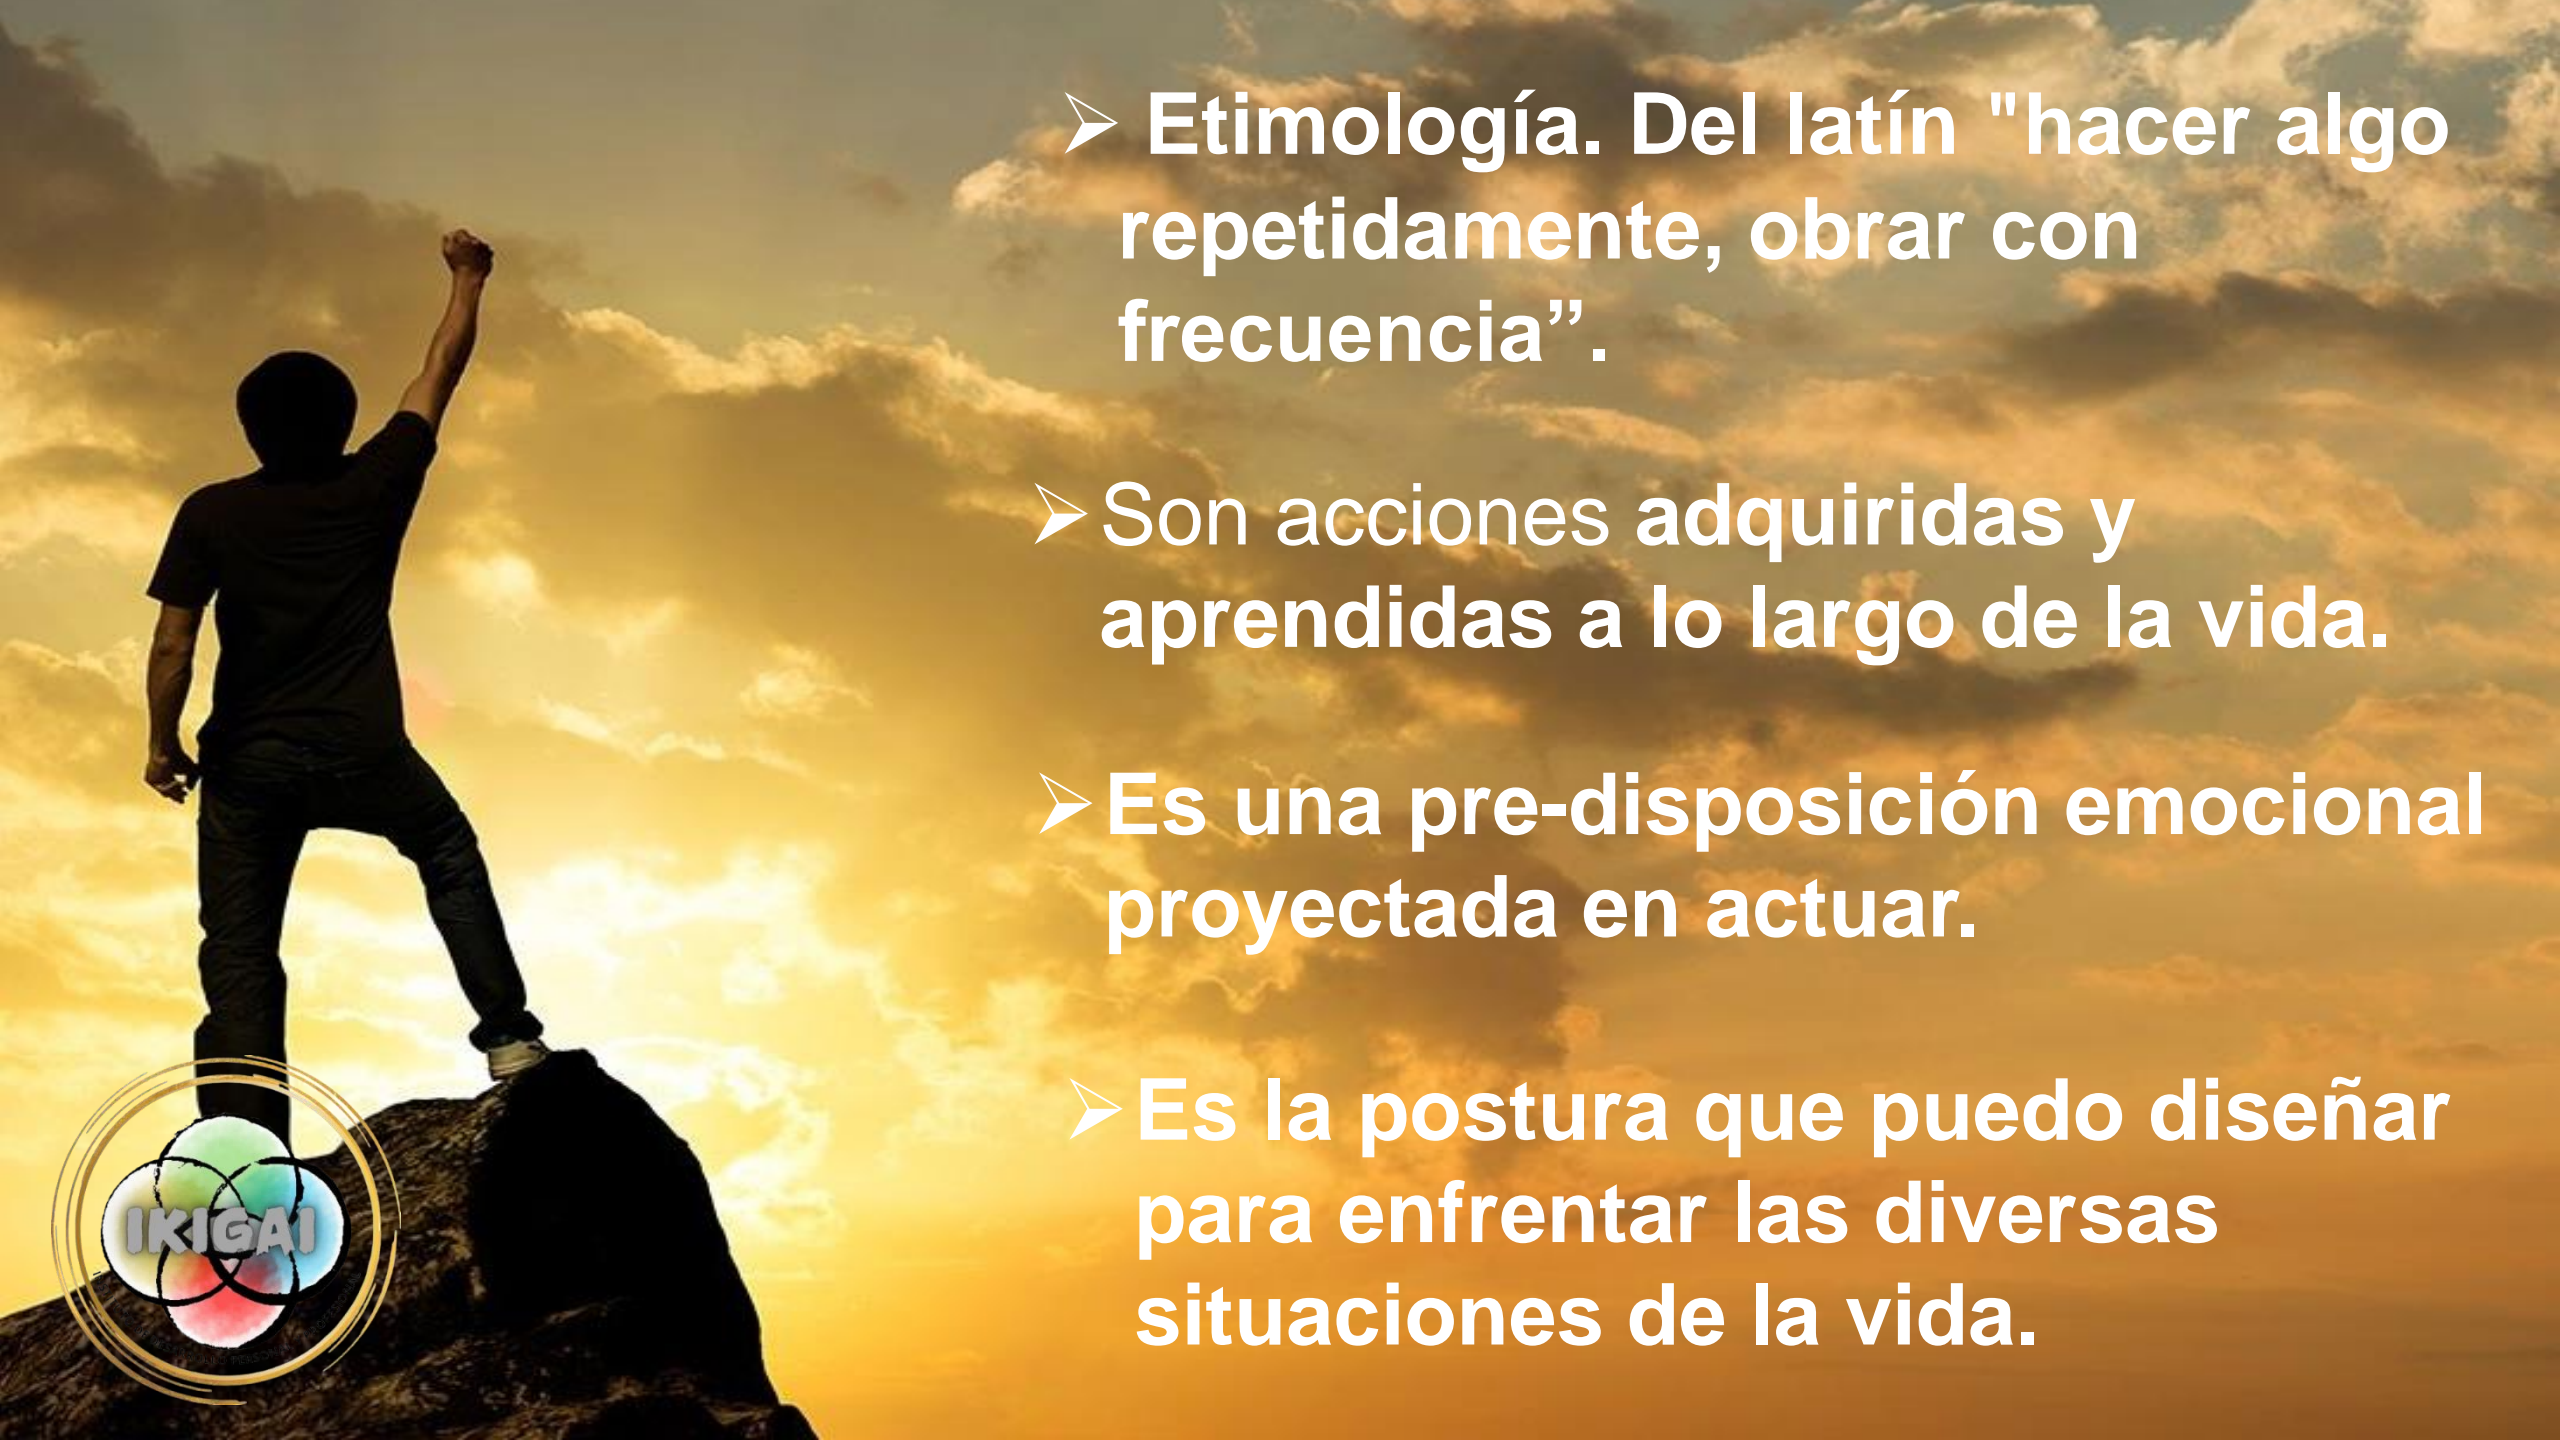 ➢ Etimología. Del latín "hacer algo
repetidamente, obrar con
frecuencia”.
➢ Son acciones adquiridas y
aprendidas a lo largo de la vida.
➢ Es una pre-disposición emocional
proyectada en actuar.
➢ Es la postura que puedo diseñar
para enfrentar las diversas
situaciones de la vida.
IKIGAI